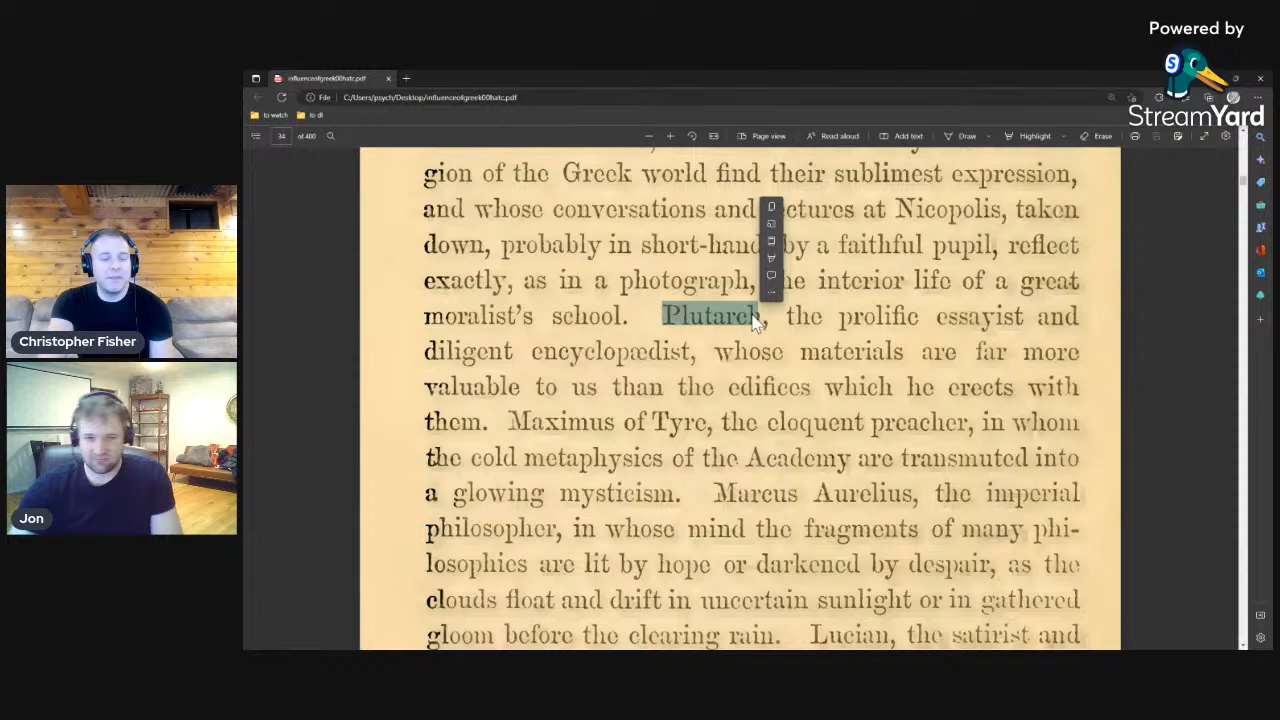 Powered by
StreamYard
influenceofgreek00hatc.pdf
File C:/Users/psych/Desktop/influenceofgreek00hatc.pdf
to watch to dl
34 of 400 Page view Read aloud Add text Draw Highlight Erase
gion of the Greek world find their sublimest expression,
and whose conversations and ectures at Nicopolis, taken
down, probably in short-hand by a faithful pupil, reflect
exactly, as in a photograph, he interior life of a great
moralist's school. Plutarch, the prolific essayist and
diligent encyclopædist, whose materials are far more
valuable to us than the edifices which he erects with
them. Maximus of Tyre, the eloquent preacher, in whom
the cold metaphysics of the Academy are transmuted into
a glowing mysticism. Marcus Aurelius, the imperial
philosopher, in whose mind the fragments of many phi-
losophies are lit by hope or darkened by despair, as the
clouds float and drift in uncertain sunlight or in gathered
gloom before the clearing rain. Lucian, the satirist and
Christopher Fisher
Jon